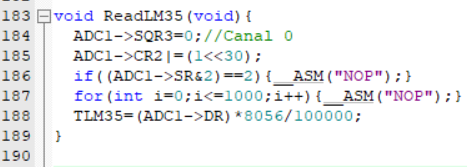 183 void ReadLM35(void){
184 ADC1->SQR3=0;//Canal 0
185 ADC1->CR2|=(1<<30);
186 if((ADC1->SR&2)==2){__ASM("NOP");}
187 for(int i=0;i<=1000;i++){__ASM("NOP");}
188 TLM35=(ADC1->DR)*8056/100000;
189 }
190